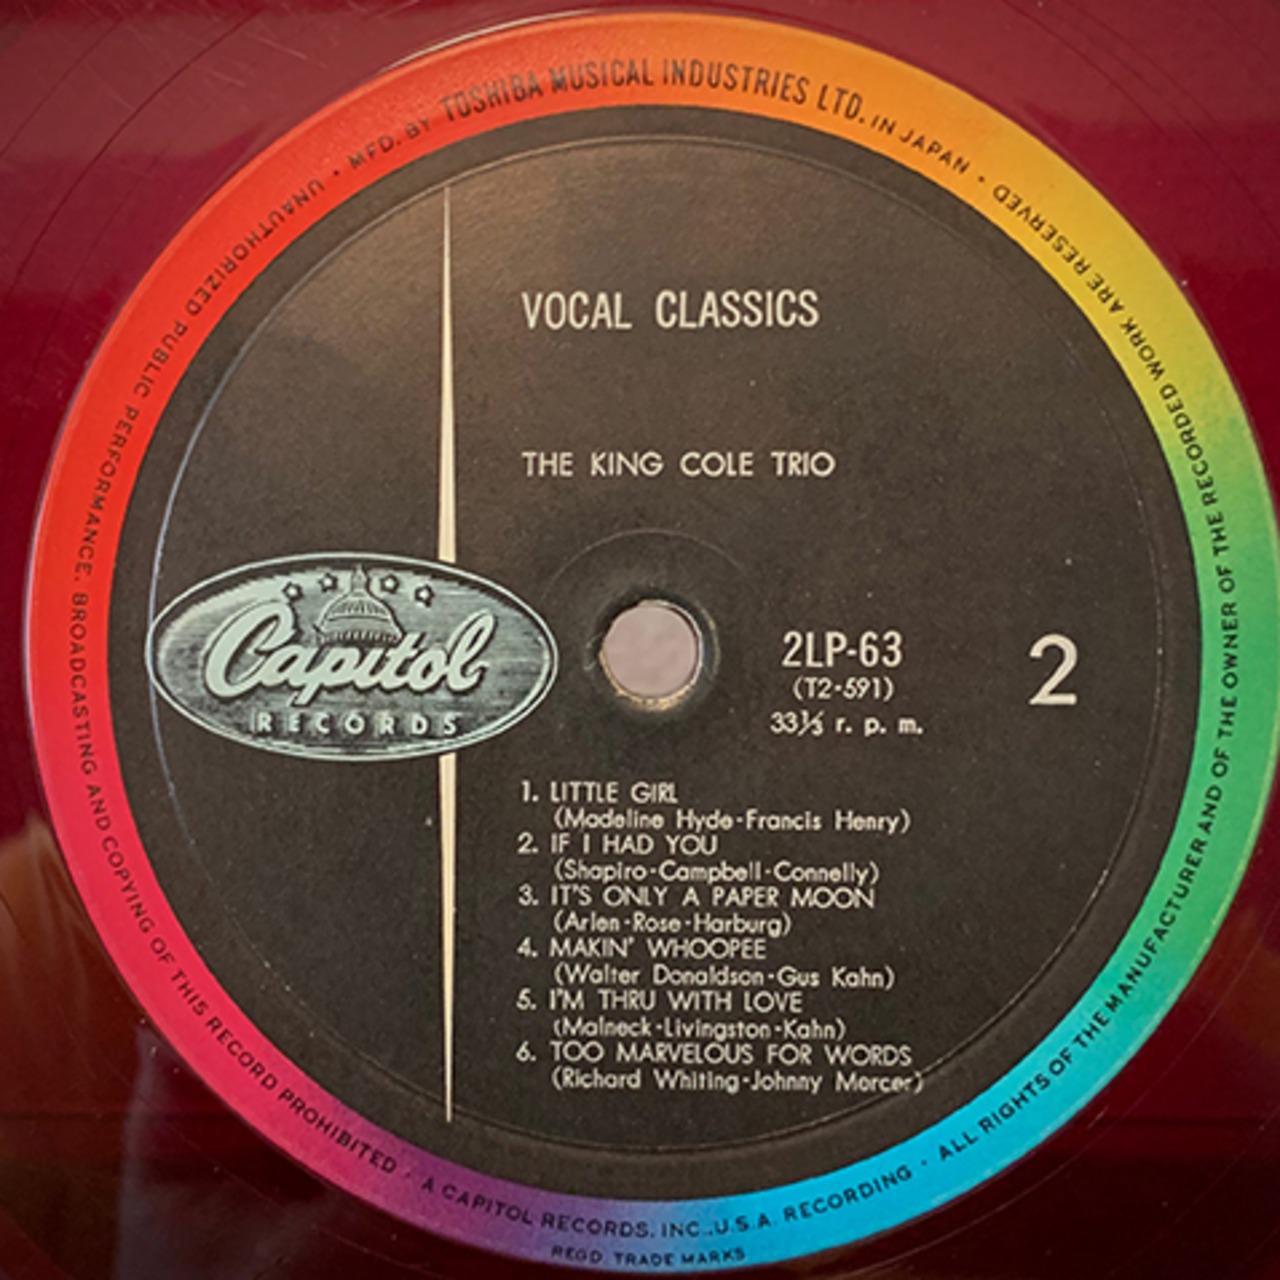 MFD. BY TOSHIBA MUSICAL INDUSTRIES LTD. IN JAPAN · ALL RIGHTS OF THE MANUFACTURER AND OF THE OWNER OF THE RECORDED WORK ARE RESERVED
UNAUTHORIZED PUBLIC PERFORMANCE, BROADCASTING AND COPYING OF THIS RECORD PROHIBITED · A CAPITOL RECORDS, INC., U.S.A. RECORDING ·
REGD. TRADE MARKS
VOCAL CLASSICS
THE KING COLE TRIO
Capitol
RECORDS
2LP-63
(T2-591)
33⅓ r. p. m.
2
1. LITTLE GIRL
(Madeline Hyde-Francis Henry)
2. IF I HAD YOU
(Shapiro-Campbell-Connelly)
3. IT'S ONLY A PAPER MOON
(Arlen-Rose-Harburg)
4. MAKIN' WHOOPEE
(Walter Donaldson-Gus Kahn)
5. I'M THRU WITH LOVE
(Malneck-Livingston-Kahn)
6. TOO MARVELOUS FOR WORDS
(Richard Whiting-Johnny Mercer)